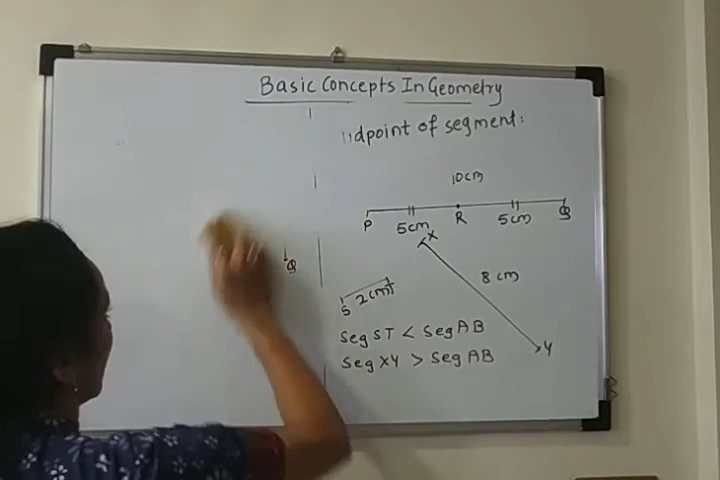 Basic Concepts In Geometry
dpoint of segment:
10cm
P 5cm R 5cm Q
X
Q
8 cm
S 2cm T
Y
seg ST < seg AB
seg XY > seg AB